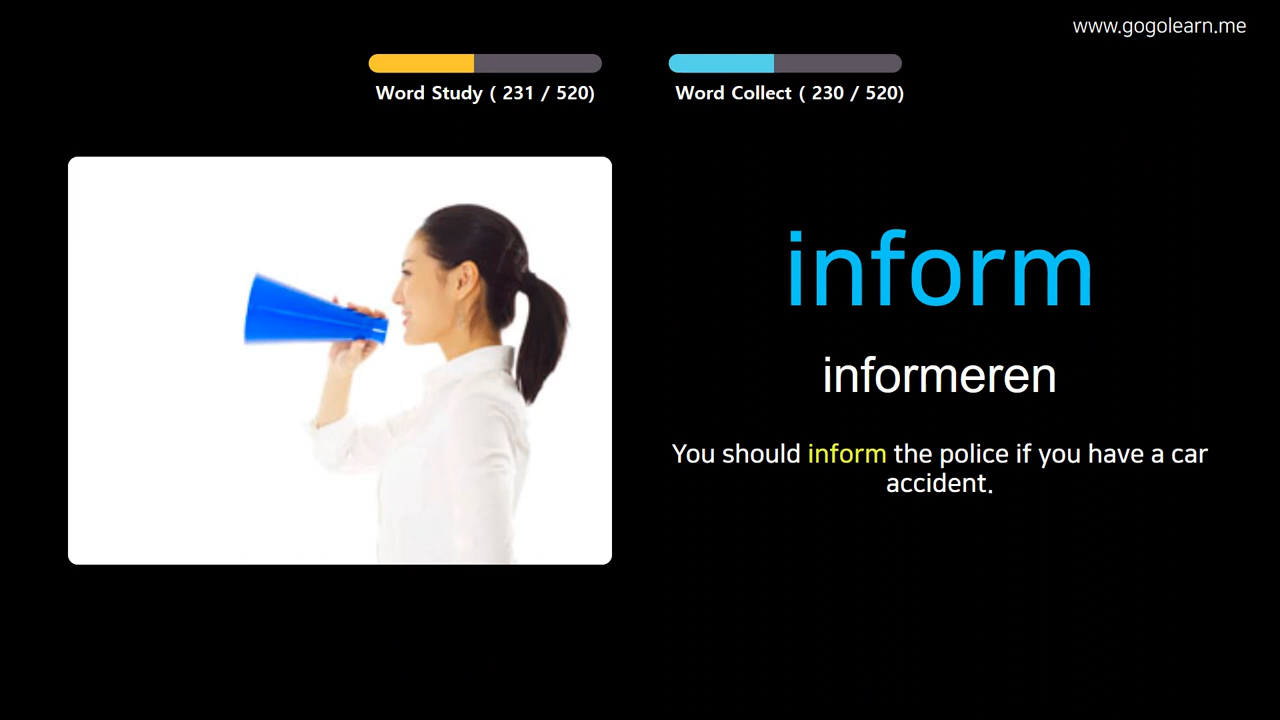 www.gogolearn.me
Word Study ( 231 / 520)
Word Collect ( 230 / 520)
inform
informeren
You should inform the police if you have a car
accident.